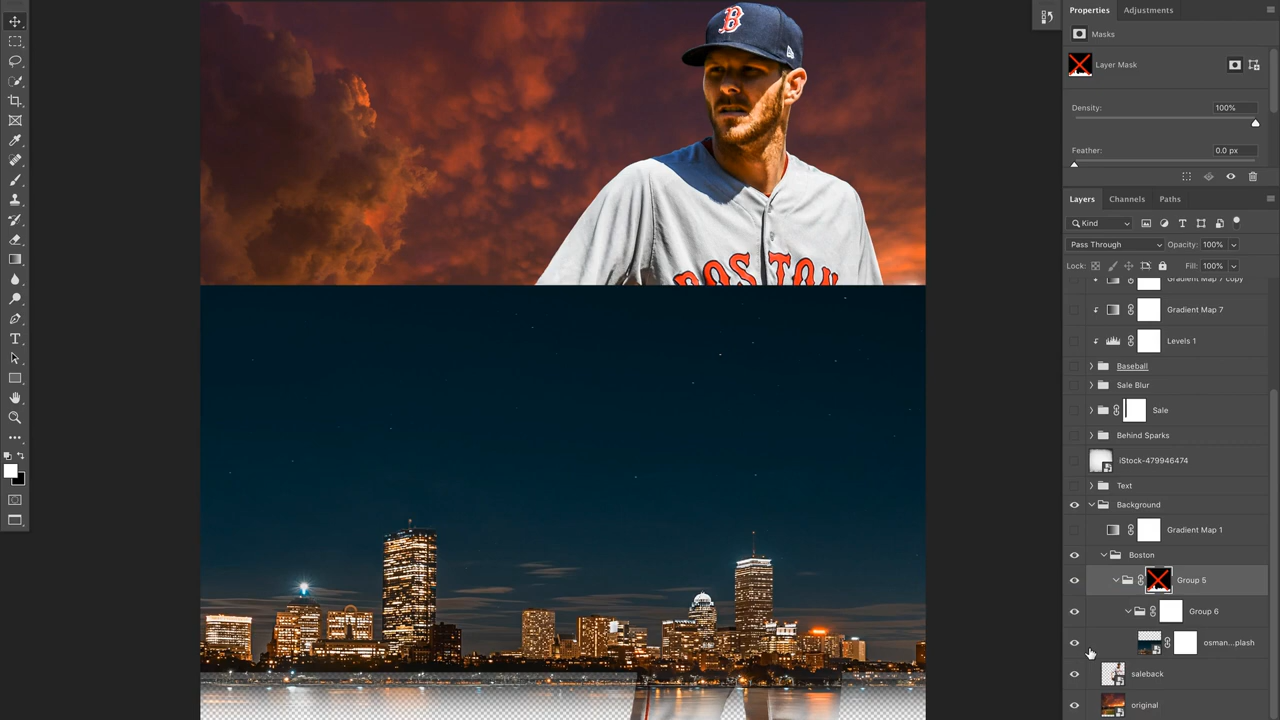 Properties
Adjustments
Masks
Layer Mask
Density:
100%
Feather:
0.0 px
Layers
Channels
Paths
Kind
Pass Through
Opacity: 100%
Lock:
Fill: 100%
Gradient Map 7 copy
Gradient Map 7
Levels 1
Baseball
Sale Blur
Sale
Behind Sparks
iStock-479946474
Text
Background
Gradient Map 1
Boston
Group 5
Group 6
osman...plash
saleback
original
B
BOSTON